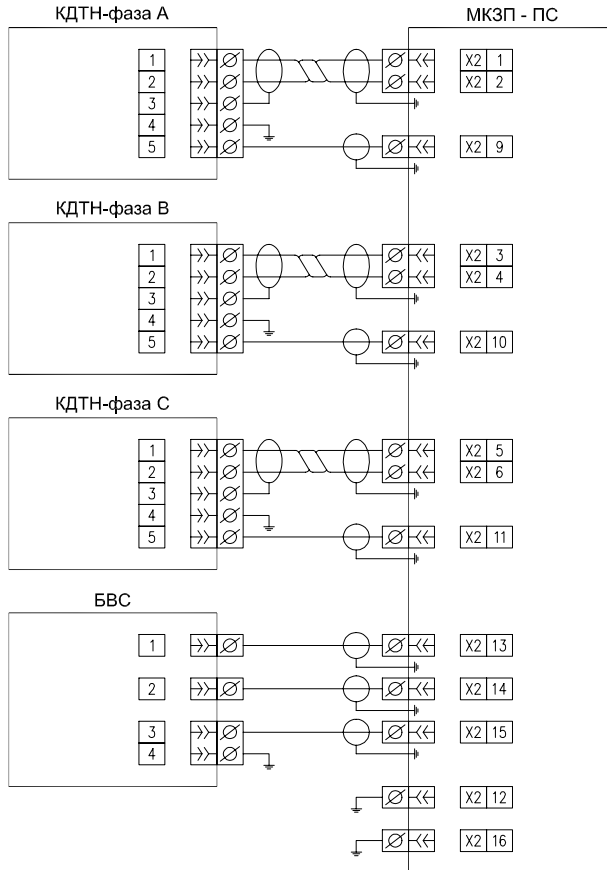 КДТН-фаза А
МКЗП - ПС
1 X2 1
2 X2 2
3
4
5 X2 9
КДТН-фаза В
1 X2 3
2 X2 4
3
4
5 X2 10
КДТН-фаза С
1 X2 5
2 X2 6
3
4
5 X2 11
БВС
1 X2 13
2 X2 14
3 X2 15
4
X2 12
X2 16